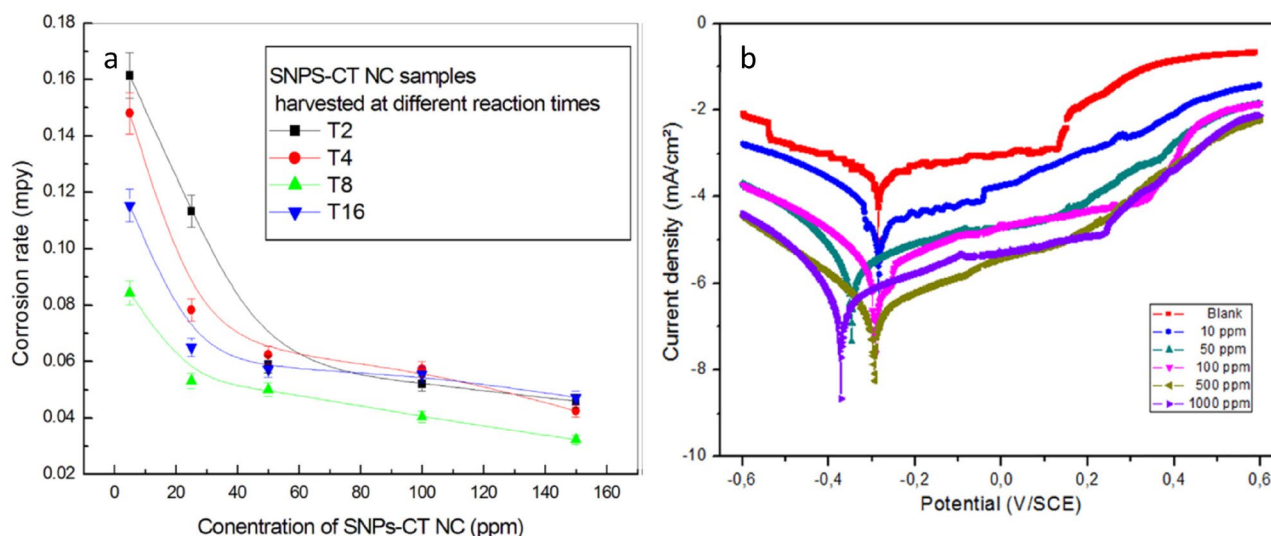 a
0.18
0.16
0.14
0.12
0.10
0.08
0.06
0.04
0.02
Corrosion rate (mpy)
SNPS-CT NC samples
harvested at different reaction times
T2
T4
T8
T16
0 20 40 60 80 100 120 140 160
Conentration of SNPs-CT NC (ppm)
b
0
-2
-4
-6
-8
-10
Current density (mA/cm²)
Blank
10 ppm
50 ppm
100 ppm
500 ppm
1000 ppm
-0,6 -0,4 -0,2 0,0 0,2 0,4 0,6
Potential (V/SCE)